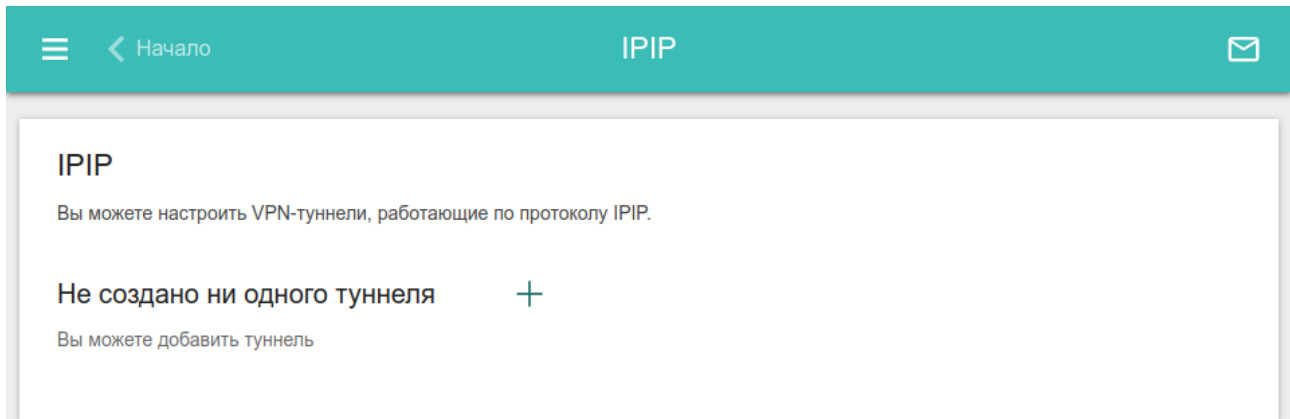 Начало
IPIP
IPIP
Вы можете настроить VPN-туннели, работающие по протоколу IPIP.
Не создано ни одного туннеля
Вы можете добавить туннель